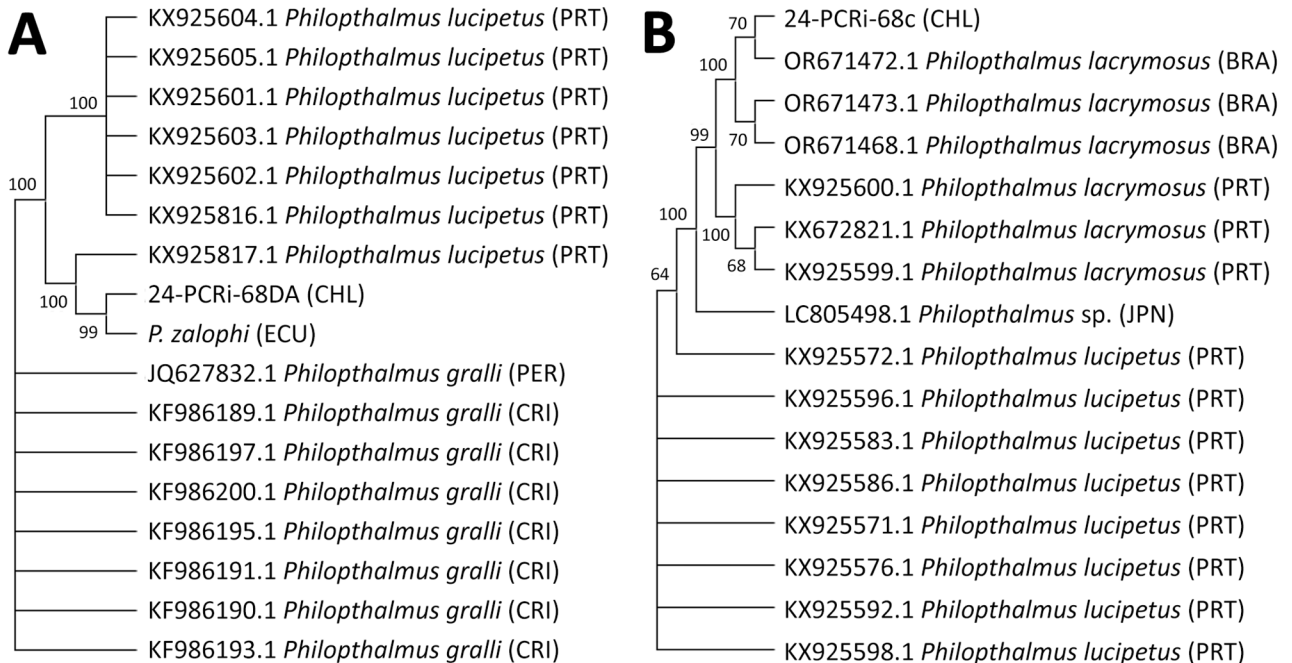 A
KX925604.1 Philopthalmus lucipetus (PRT)
KX925605.1 Philopthalmus lucipetus (PRT)
100
KX925601.1 Philopthalmus lucipetus (PRT)
KX925603.1 Philopthalmus lucipetus (PRT)
KX925602.1 Philopthalmus lucipetus (PRT)
100
KX925816.1 Philopthalmus lucipetus (PRT)
KX925817.1 Philopthalmus lucipetus (PRT)
100
24-PCRi-68DA (CHL)
99
P. zalophi (ECU)
JQ627832.1 Philopthalmus gralli (PER)
KF986189.1 Philopthalmus gralli (CRI)
KF986197.1 Philopthalmus gralli (CRI)
KF986200.1 Philopthalmus gralli (CRI)
KF986195.1 Philopthalmus gralli (CRI)
KF986191.1 Philopthalmus gralli (CRI)
KF986190.1 Philopthalmus gralli (CRI)
KF986193.1 Philopthalmus gralli (CRI)
B
70
24-PCRi-68c (CHL)
100
OR671472.1 Philopthalmus lacrymosus (BRA)
OR671473.1 Philopthalmus lacrymosus (BRA)
99
70
OR671468.1 Philopthalmus lacrymosus (BRA)
KX925600.1 Philopthalmus lacrymosus (PRT)
100
100
KX672821.1 Philopthalmus lacrymosus (PRT)
64
68
KX925599.1 Philopthalmus lacrymosus (PRT)
LC805498.1 Philopthalmus sp. (JPN)
KX925572.1 Philopthalmus lucipetus (PRT)
KX925596.1 Philopthalmus lucipetus (PRT)
KX925583.1 Philopthalmus lucipetus (PRT)
KX925586.1 Philopthalmus lucipetus (PRT)
KX925571.1 Philopthalmus lucipetus (PRT)
KX925576.1 Philopthalmus lucipetus (PRT)
KX925592.1 Philopthalmus lucipetus (PRT)
KX925598.1 Philopthalmus lucipetus (PRT)